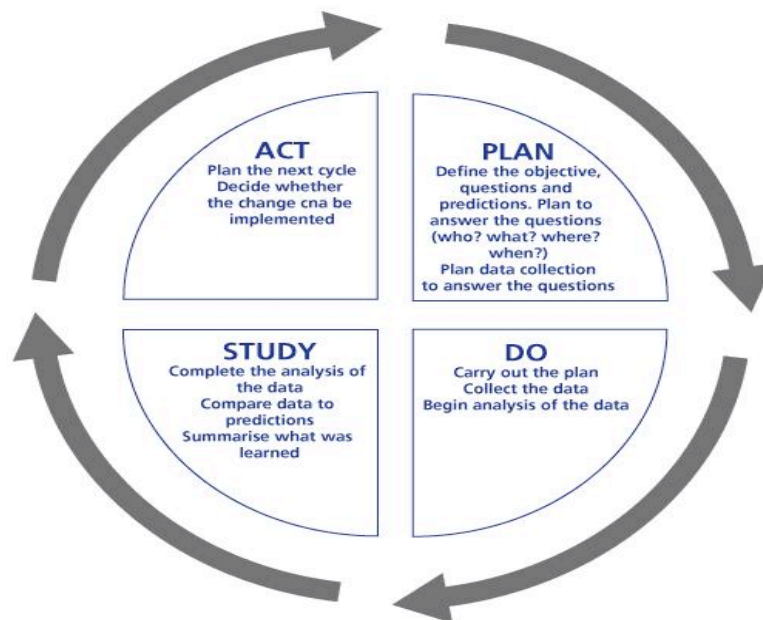 ACT
Plan the next cycle
Decide whether
the change cna be
implemented
PLAN
Define the objective,
questions and
predictions. Plan to
answer the questions
(who? what? where?
when?)
Plan data collection
to answer the questions
STUDY
Complete the analysis of
the data
Compare data to
predictions
Summarise what was
learned
DO
Carry out the plan
Collect the data
Begin analysis of the data